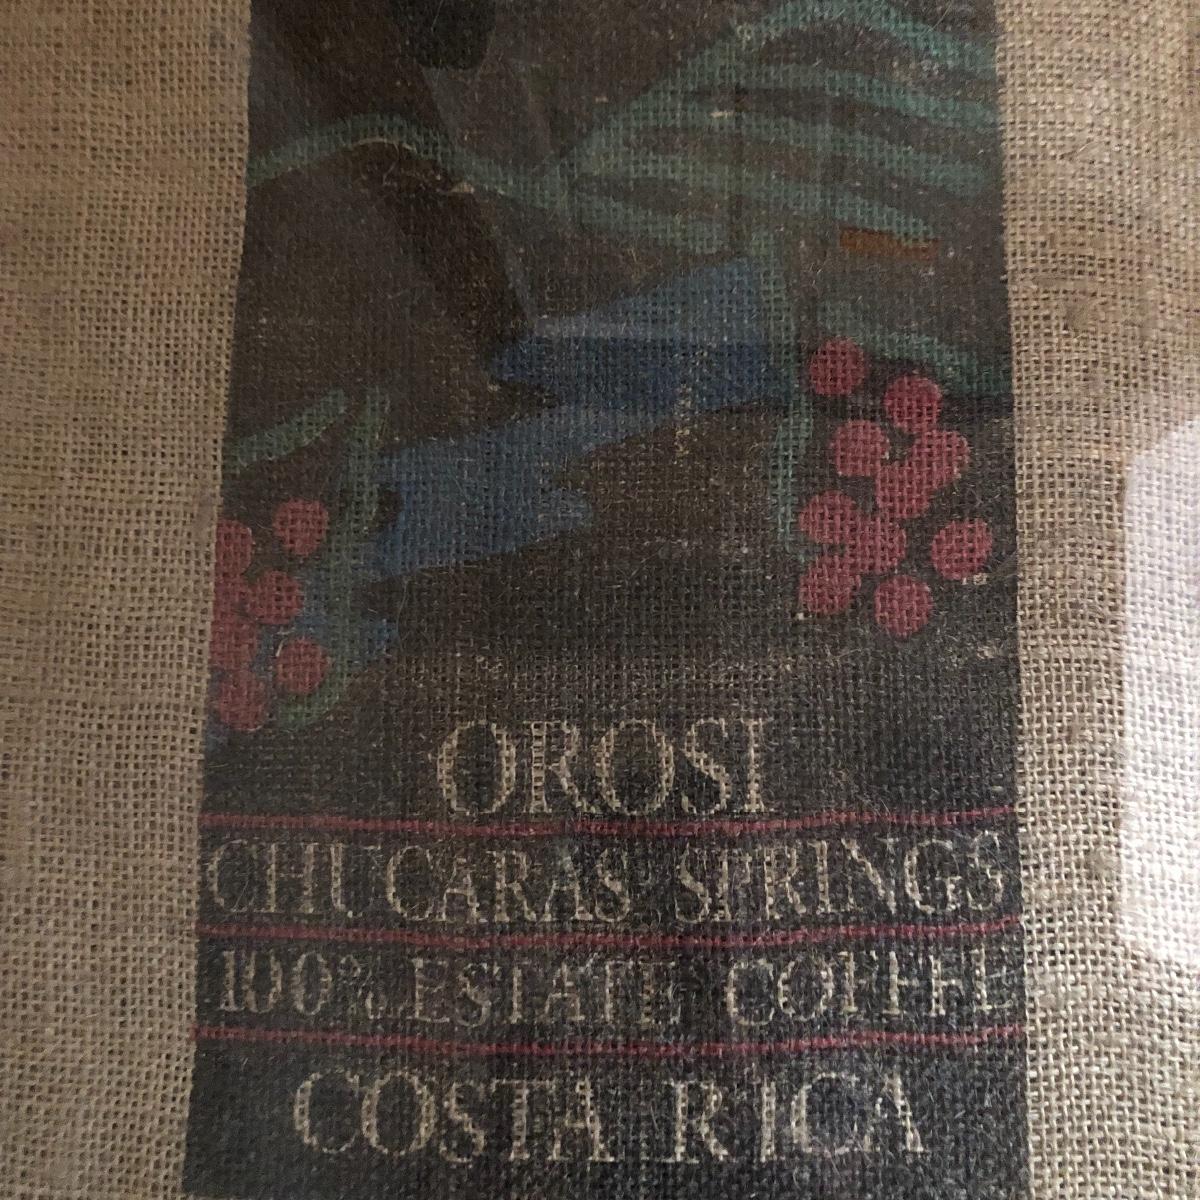 OROSI
CHUCARAS SPRINGS
100% ESTATE COFFEE
COSTA RICA